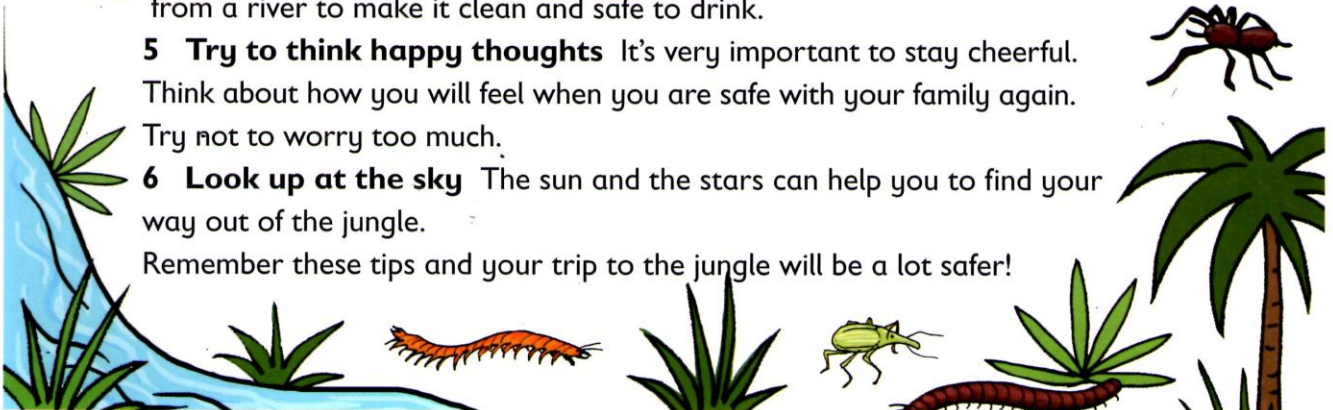 from a river to make it clean and safe to drink.
5 Try to think happy thoughts It's very important to stay cheerful.
Think about how you will feel when you are safe with your family again.
Try not to worry too much.
6 Look up at the sky The sun and the stars can help you to find your
way out of the jungle.
Remember these tips and your trip to the jungle will be a lot safer!